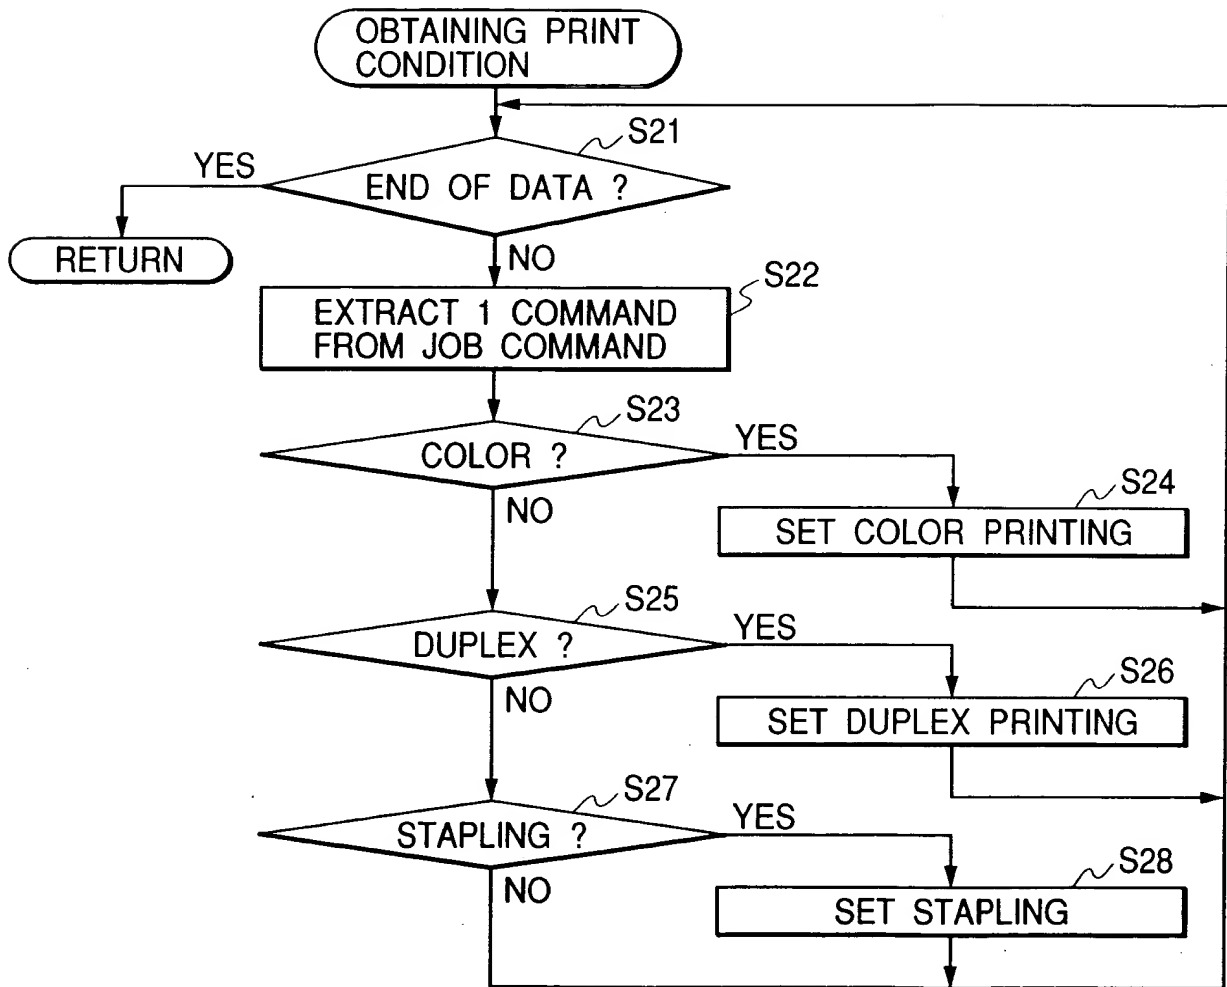 OBTAINING PRINT
CONDITION
S21
YES
END OF DATA ?
RETURN
NO
S22
EXTRACT 1 COMMAND
FROM JOB COMMAND
S23
COLOR ?
YES
NO
S24
SET COLOR PRINTING
S25
DUPLEX ?
YES
NO
S26
SET DUPLEX PRINTING
S27
STAPLING ?
YES
NO
S28
SET STAPLING